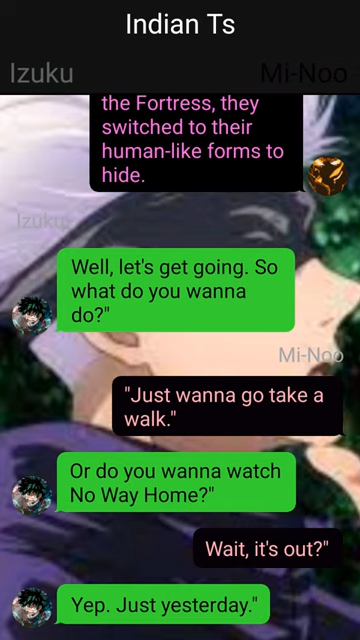 Indian Ts
Izuku
Mi-Noo
the Fortress, they
switched to their
human-like forms to
hide.
Izuku
Well, let's get going. So
what do you wanna
do?"
Mi-Noo
"Just wanna go take a
walk."
Or do you wanna watch
No Way Home?"
Wait, it's out?"
Yep. Just yesterday."